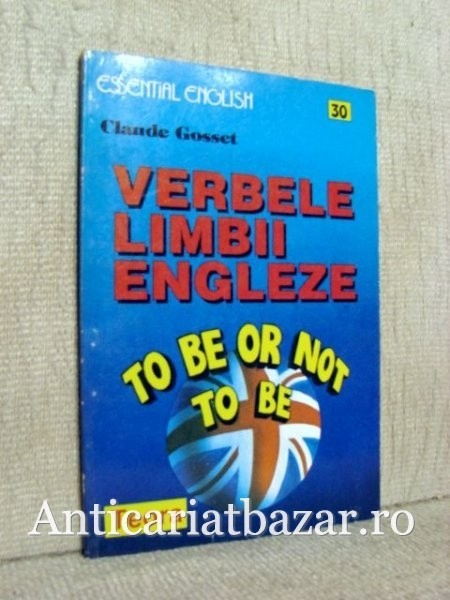 ESSENTIAL ENGLISH
30
Claude Gosset
VERBELE
LIMBII
ENGLEZE
TO BE OR NOT
TO BE
Anticariatbazar.ro